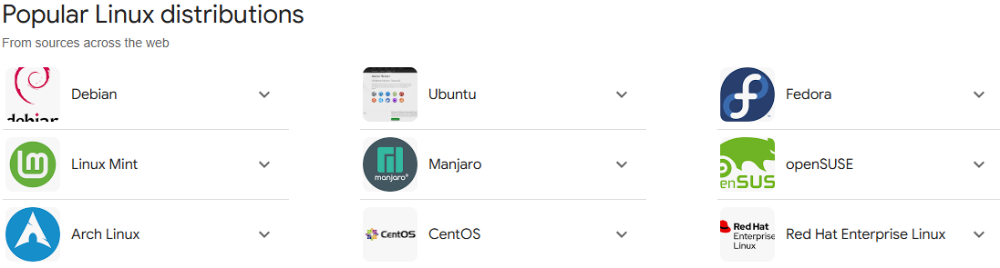 Popular Linux distributions
From sources across the web
debian
Debian
Ubuntu
Fedora
Linux Mint
manjaro
Manjaro
openSUS
openSUSE
Arch Linux
CentOS
CentOS
Red Hat
Enterprise
Linux
Red Hat Enterprise Linux